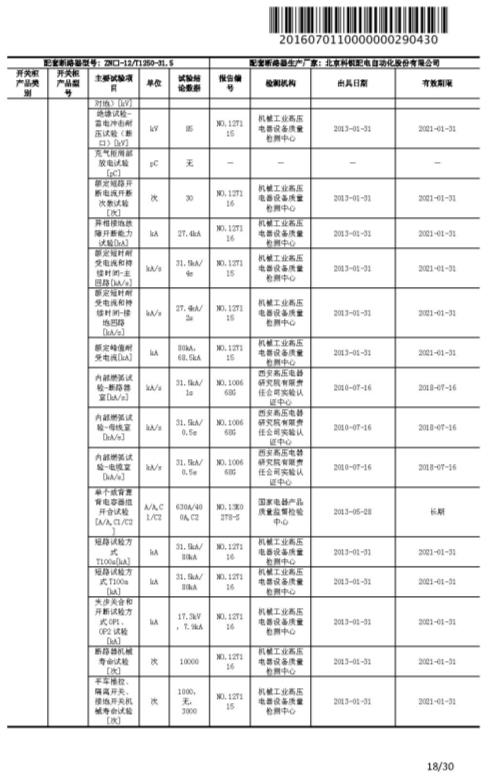 20160701100000000290430
配套断路器型号: ZN□-12/T1250-31.5 配套断路器生产厂家: 北京科锐配电自动化股份有限公司
开关柜产品类别 开关柜产品型号 主要试验项目 单位 试验结论数据 报告编号 检测机构 出具日期 有效期限
对地) [kV]
绝缘试验-雷电冲击耐压试验(断口)[kV] kV 85 NO.12T115 机械工业高压电器设备质量检测中心 2013-01-31 2021-01-31
充气柜局部放电试验[pC] pC 无 — — — —
额定短路开断电流开断次数试验[次] 次 30 NO.12T116 机械工业高压电器设备质量检测中心 2013-01-31 2021-01-31
异相接地故障开断能力试验[kA] kA 27.4kA NO.12T116 机械工业高压电器设备质量检测中心 2013-01-31 2021-01-31
额定短时耐受电流和持续时间-主回路[kA/s] kA/s 31.5kA/4s NO.12T115 机械工业高压电器设备质量检测中心 2013-01-31 2021-01-31
额定短时耐受电流和持续时间-接地回路[kA/s] kA/s 27.4kA/2s NO.12T115 机械工业高压电器设备质量检测中心 2013-01-31 2021-01-31
额定峰值耐受电流[kA] kA 80kA, 68.5kA NO.12T115 机械工业高压电器设备质量检测中心 2013-01-31 2021-01-31
内部燃弧试验-断路器室[kA/s] kA/s 31.5kA/1s NO.100668G 西安高压电器研究院有限责任公司实验认证中心 2010-07-16 2018-07-16
内部燃弧试验-母线室[kA/s] kA/s 31.5kA/0.5s NO.100668G 西安高压电器研究院有限责任公司实验认证中心 2010-07-16 2018-07-16
内部燃弧试验-电缆室[kA/s] kA/s 31.5kA/0.5s NO.100668G 西安高压电器研究院有限责任公司实验认证中心 2010-07-16 2018-07-16
单个或背靠背电容器组开合试验[A/A,C1/C2] A/A,C1/C2 630A/400A,C2 NO.13K0278-S 国家电器产品质量监督检验中心 2013-05-28 长期
短路试验方式T100s[kA] kA 31.5kA/80kA NO.12T116 机械工业高压电器设备质量检测中心 2013-01-31 2021-01-31
短路试验方式T100a[kA] kA 31.5kA/80kA NO.12T116 机械工业高压电器设备质量检测中心 2013-01-31 2021-01-31
失步关合和开断试验方式OP1、OP2试验[kA] kA 17.3kV, 7.9kA NO.12T116 机械工业高压电器设备质量检测中心 2013-01-31 2021-01-31
断路器机械寿命试验[次] 次 10000 NO.12T116 机械工业高压电器设备质量检测中心 2013-01-31 2021-01-31
手车推拉、隔离开关、接地开关机械寿命试验[次] 次 1000, 无, 3000 NO.12T115 机械工业高压电器设备质量检测中心 2013-01-31 2021-01-31
18/30